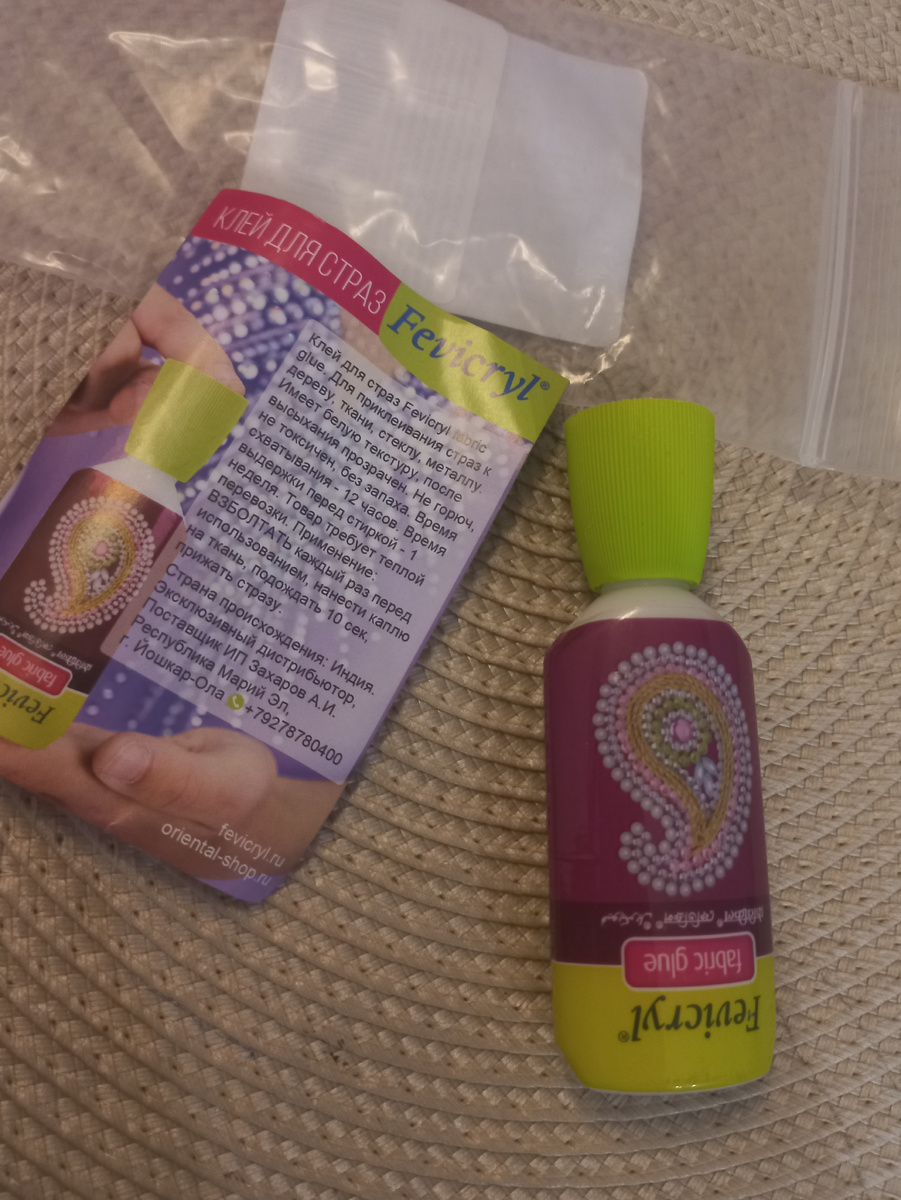 КЛЕЙ ДЛЯ СТРАЗ
Fevicryl®
Клей для страз Fevicryl fabric
glue. Для приклеивания страз к
дереву, ткани, стеклу, металлу.
Имеет белую текстуру, после
высыхания прозрачен. Не горюч,
не токсичен, без запаха. Время
схватывания - 12 часов. Время
выдержки перед стиркой - 1
неделя. Товар требует теплой
перевозки. Применение:
ВЗБОЛТАТЬ каждый раз перед
использованием, нанести каплю
на ткань, подождать 10 сек,
прижать стразу.
Страна происхождения: Индия.
Эксклюзивный дистрибьютор,
Поставщик ИП Захаров А.И.
Республика Марий Эл,
г. Йошкар-Ола +79278780400
fevicryl.ru
oriental-shop.ru
fabric glue
Fevic
Fevicryl®
fabric glue